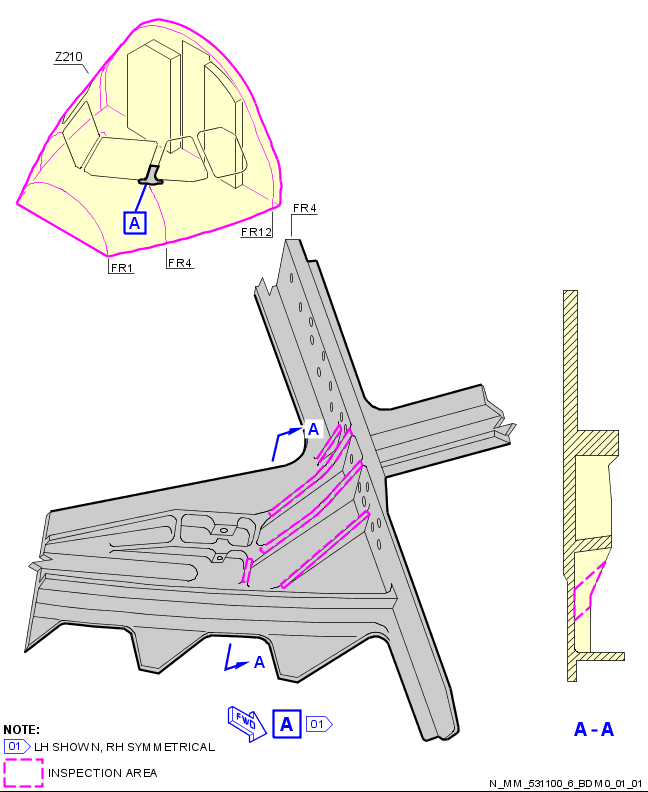 Z210
A
FR1
FR4
FR12
FR4
A
A
FWD
A
01
A-A
NOTE:
01 LH SHOWN, RH SYMMETRICAL
INSPECTION AREA
N_MM_531100_6_BDM0_01_01